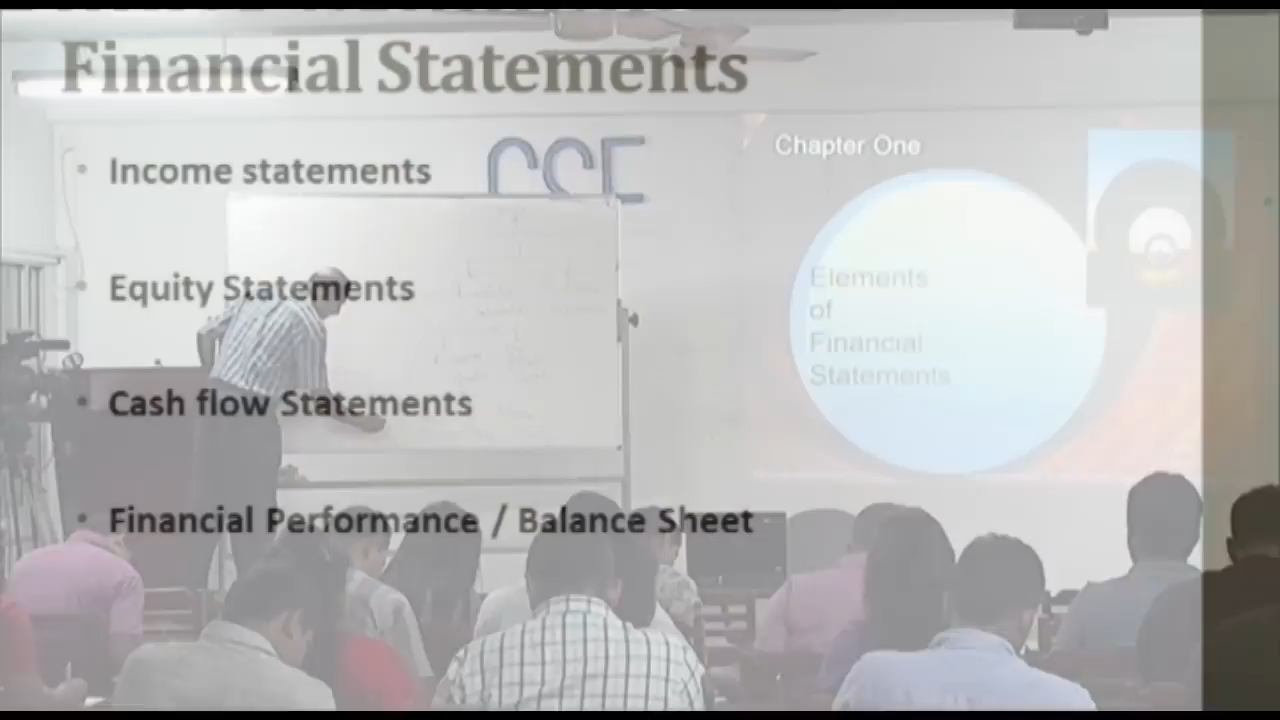 Financial Statements
• Income statements
• Equity Statements
• Cash flow Statements
• Financial Performance / Balance Sheet
CSE
Chapter One
Elements
of
Financial
Statements